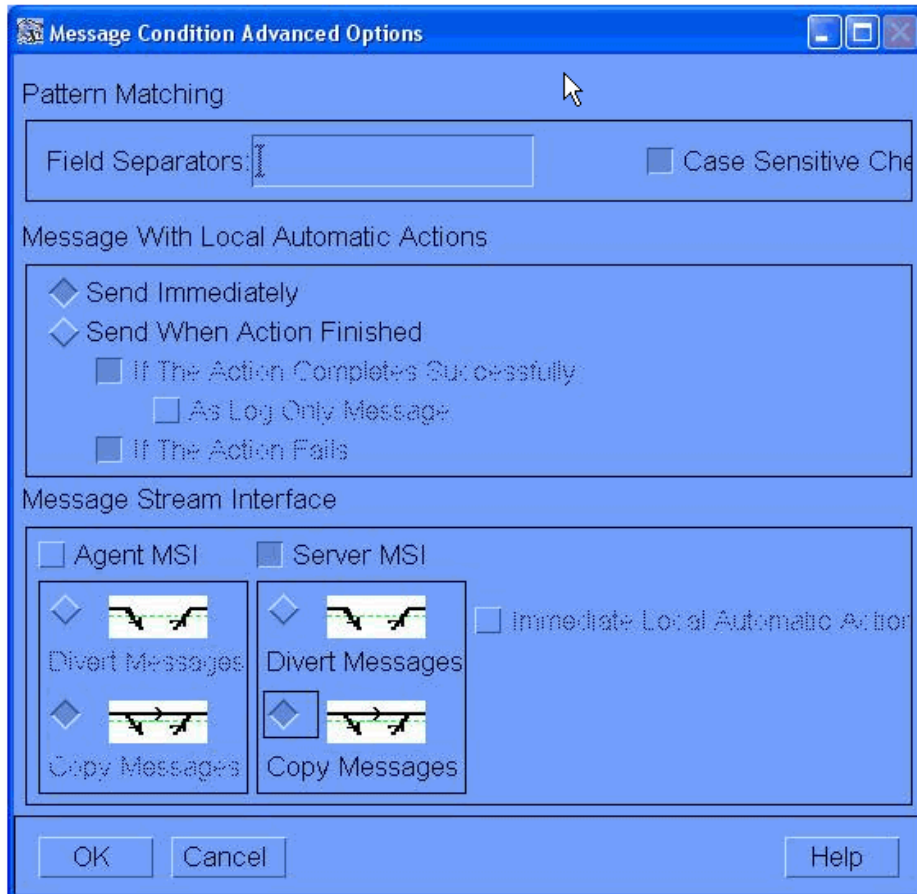 Message Condition Advanced Options
Pattern Matching
Field Separators:
Case Sensitive Che
Message With Local Automatic Actions
Send Immediately
Send When Action Finished
If The Action Completes Successfully
As Log Only Message
If The Action Fails
Message Stream Interface
Agent MSI
Server MSI
Divert Messages
Divert Messages
Immediate Local Automatic Action
Copy Messages
Copy Messages
OK
Cancel
Help